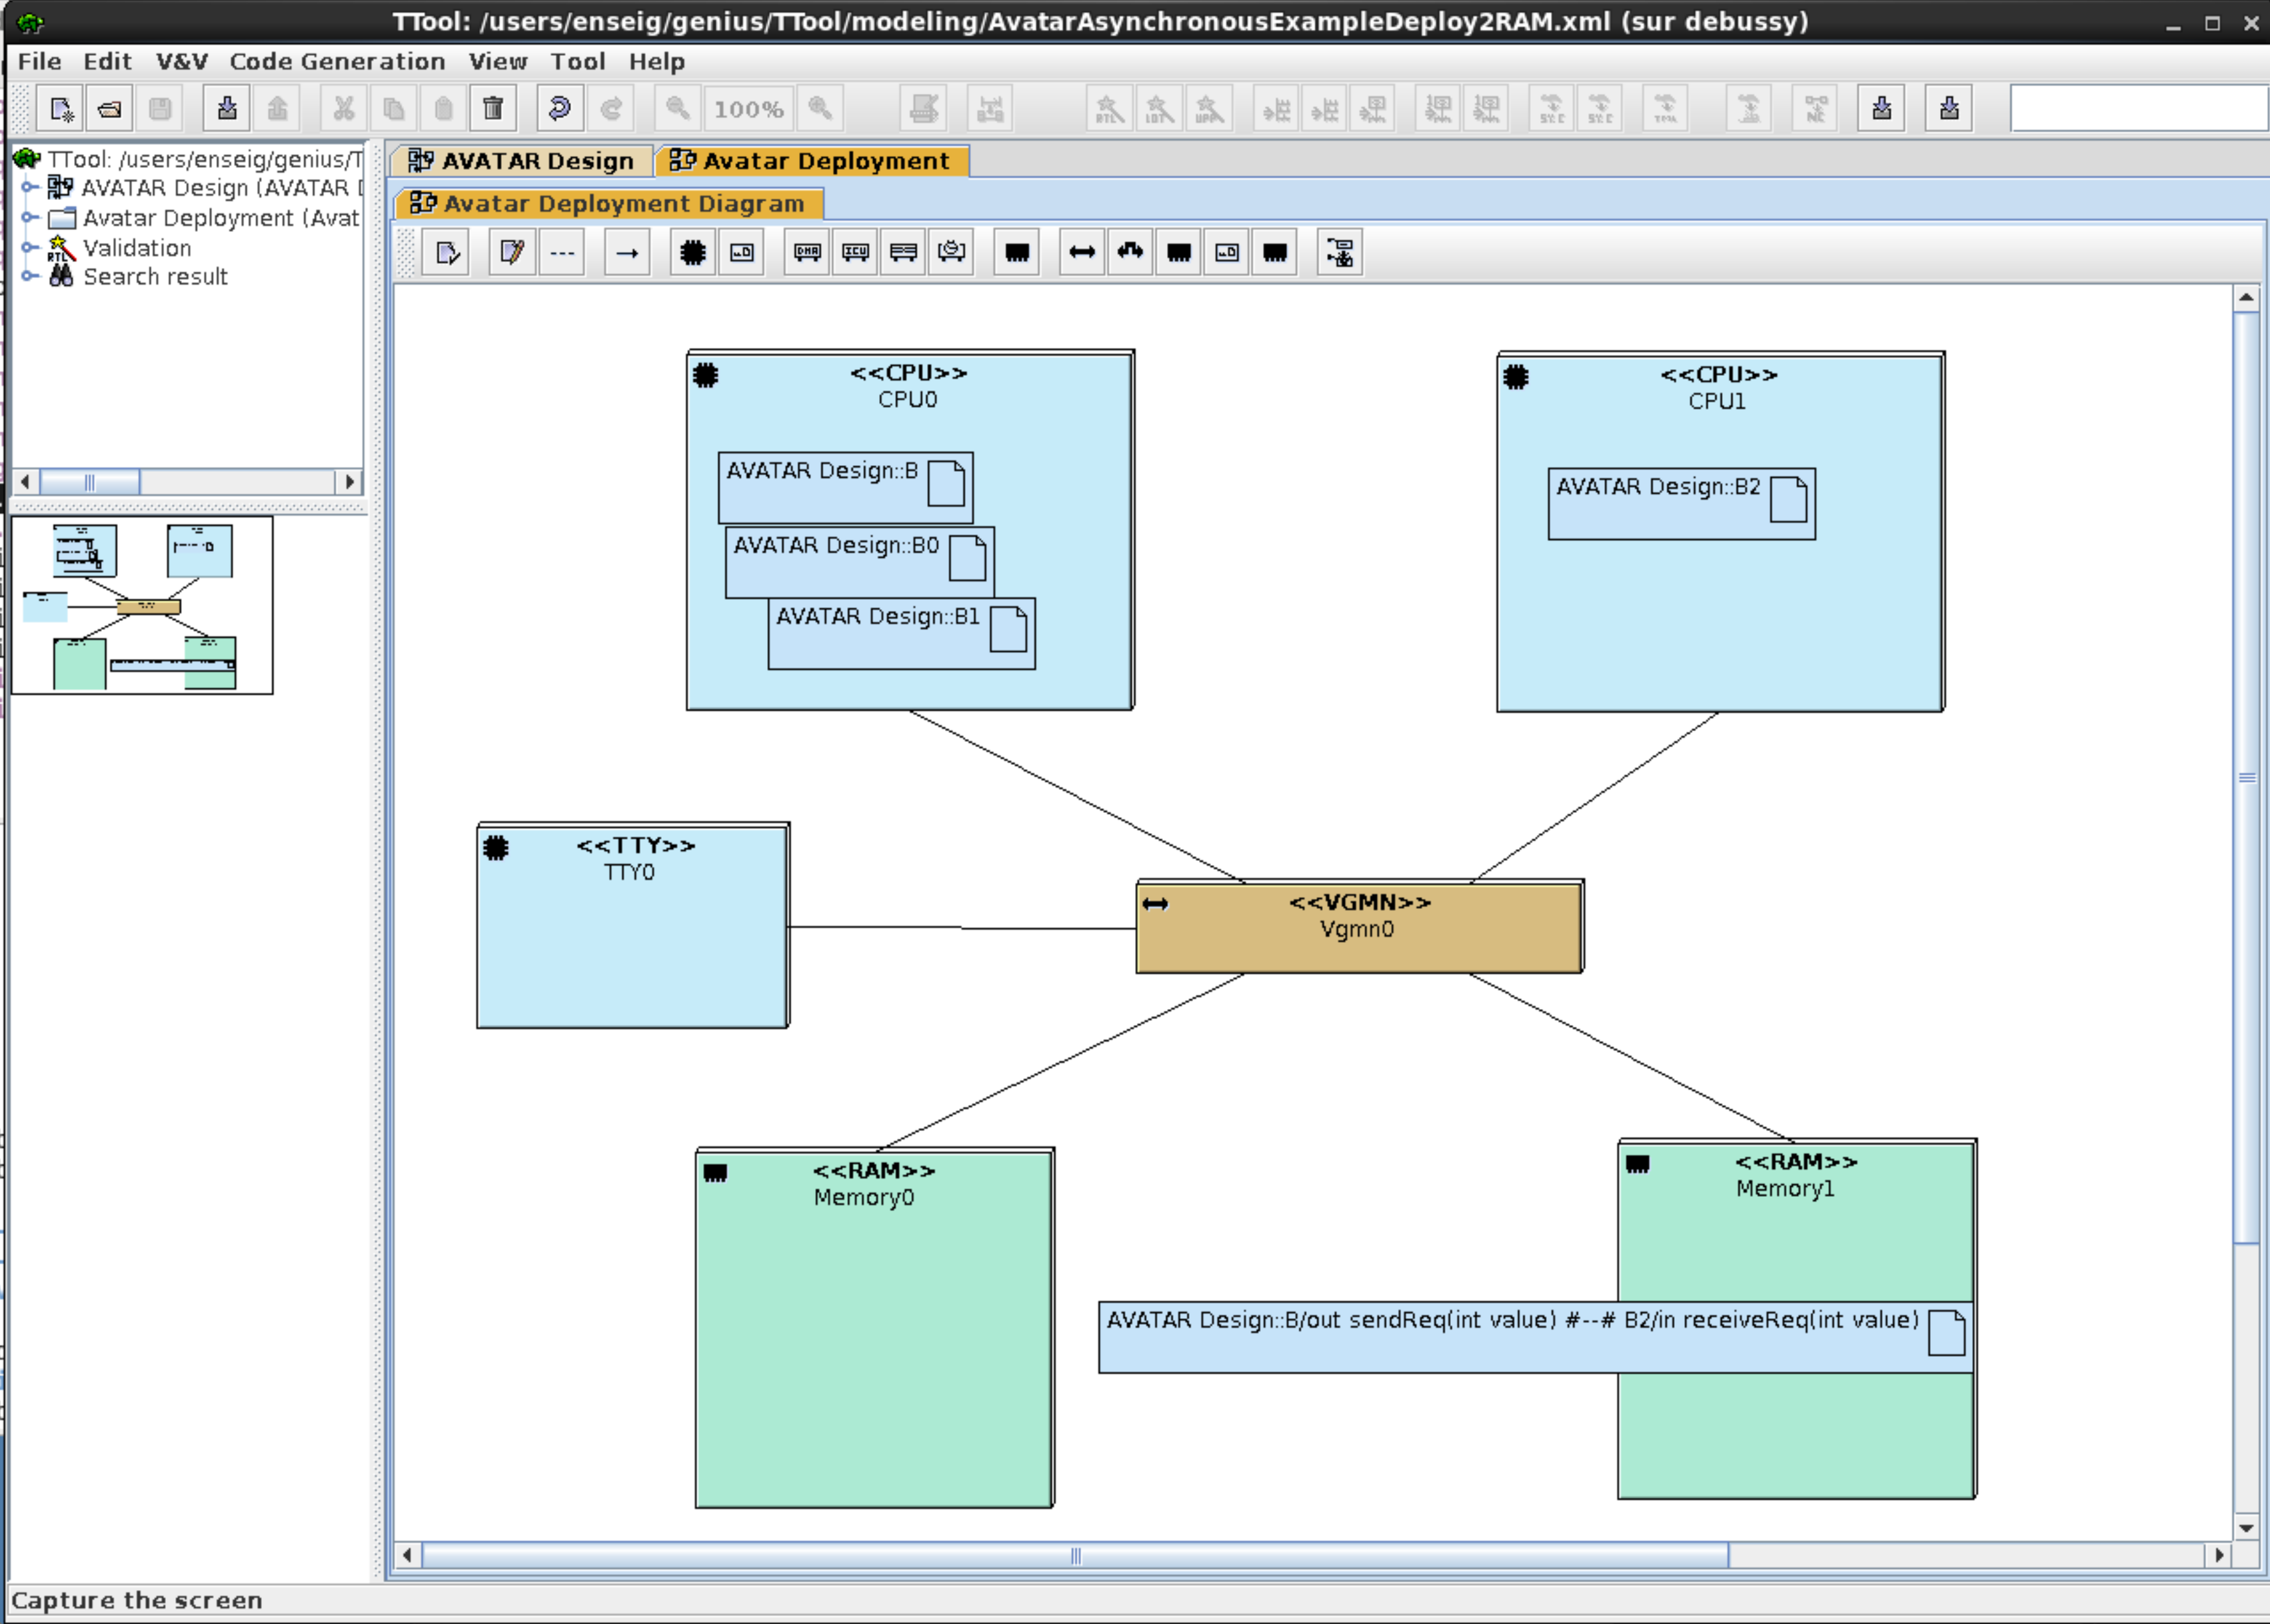 TTool: /users/enseig/genius/TTool/modeling/AvatarAsynchronousExampleDeploy2RAM.xml (sur debussy)
File Edit V&V Code Generation View Tool Help
100%
TTool: /users/enseig/genius/T
AVATAR Design (AVATAR
Avatar Deployment (Avat
Validation
Search result
AVATAR Design Avatar Deployment
Avatar Deployment Diagram
<<CPU>>
CPU0
AVATAR Design::B
AVATAR Design::B0
AVATAR Design::B1
<<CPU>>
CPU1
AVATAR Design::B2
<<TTY>>
TTY0
<<VGMN>>
Vgmn0
<<RAM>>
Memory0
<<RAM>>
Memory1
AVATAR Design::B/out sendReq(int value) #--# B2/in receiveReq(int value)
Capture the screen